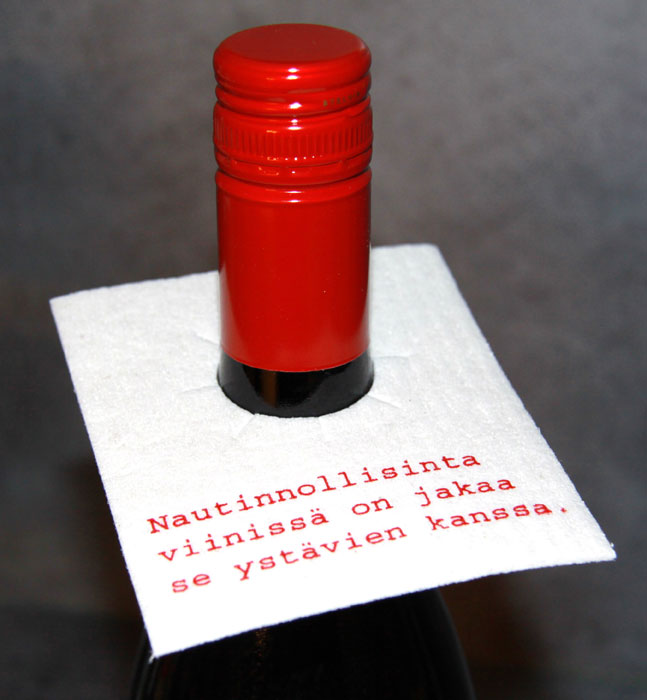 Nautinnollisinta
viinissä on jakaa
se ystävien kanssa.